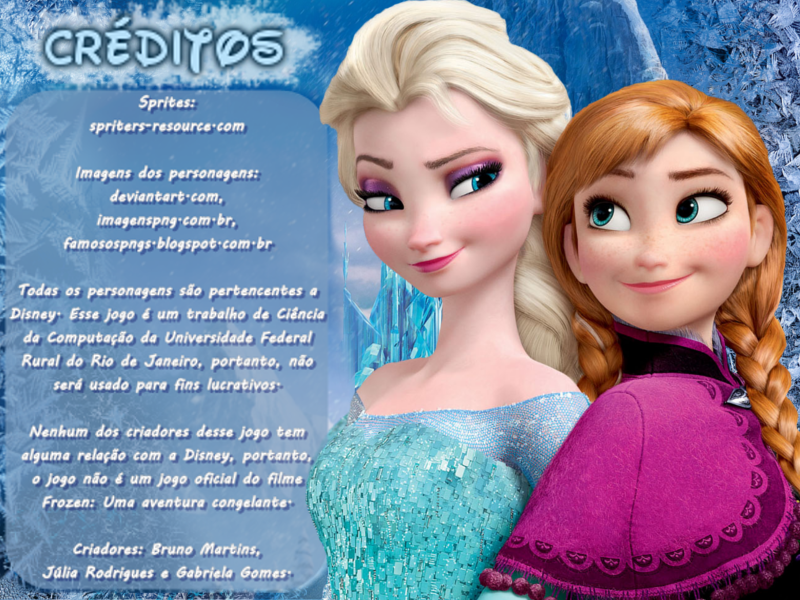 CRÉDITOS
Sprites:
spriters-resource.com
Imagens dos personagens:
deviantart.com,
imagenspng.com.br,
famosospngs.blogspot.com.br
Todas os personagens são pertencentes a
Disney. Esse jogo é um trabalho de Ciência
da Computação da Universidade Federal
Rural do Rio de Janeiro, portanto, não
será usado para fins lucrativos.
Nenhum dos criadores desse jogo tem
alguma relação com a Disney, portanto,
o jogo não é um jogo oficial do filme
Frozen: Uma aventura congelante.
Criadores: Bruno Martins,
Júlia Rodrigues e Gabriela Gomes.